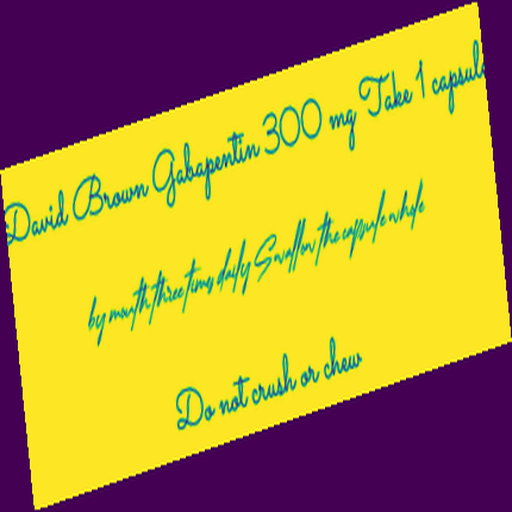 David Brown Gabapentin 300 mg Take 1 capsule
by mouth three times daily Swallow the capsule whole
Do not crush or chew